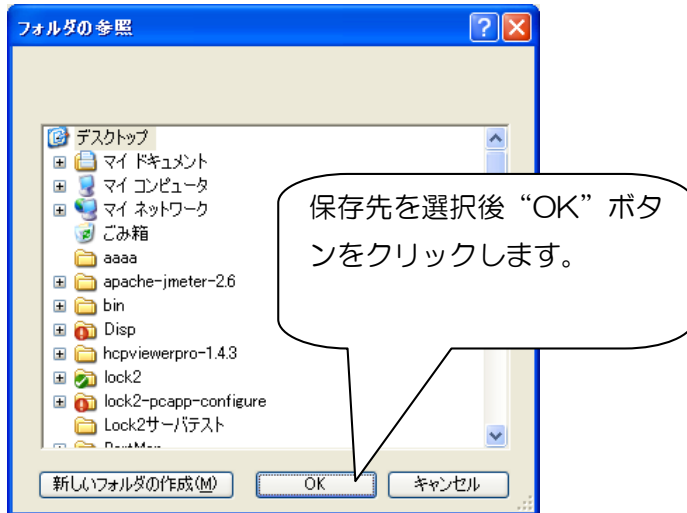 フォルダの参照
デスクトップ
マイ ドキュメント
マイ コンピュータ
マイ ネットワーク
ごみ箱
aaaa
apache-jmeter-2.6
bin
Disp
hcpviewerpro-1.4.3
lock2
lock2-pcapp-configure
Lock2サーバテスト
保存先を選択後“OK”ボタ
ンをクリックします。
新しいフォルダの作成(M)
OK
キャンセル